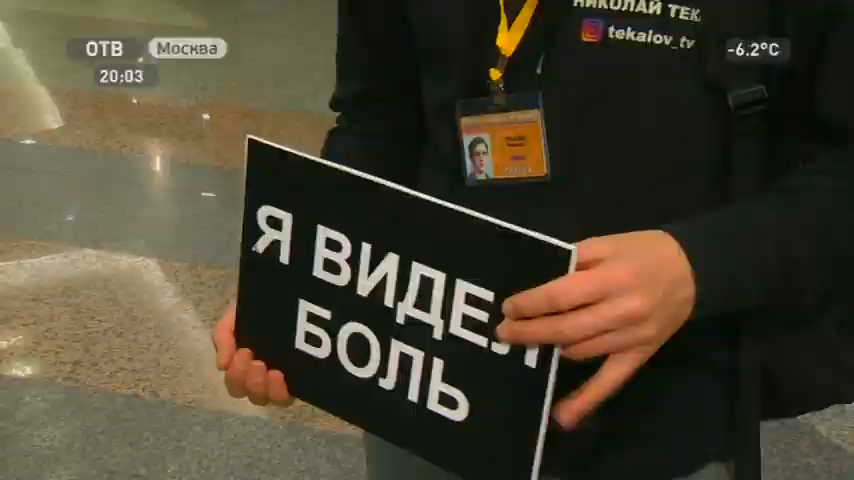 ОТВ
Москва
20:03
-6.2°C
НИКОЛАЙ ТЕК
tekalov_tv
Я ВИДЕЛ
БОЛЬ